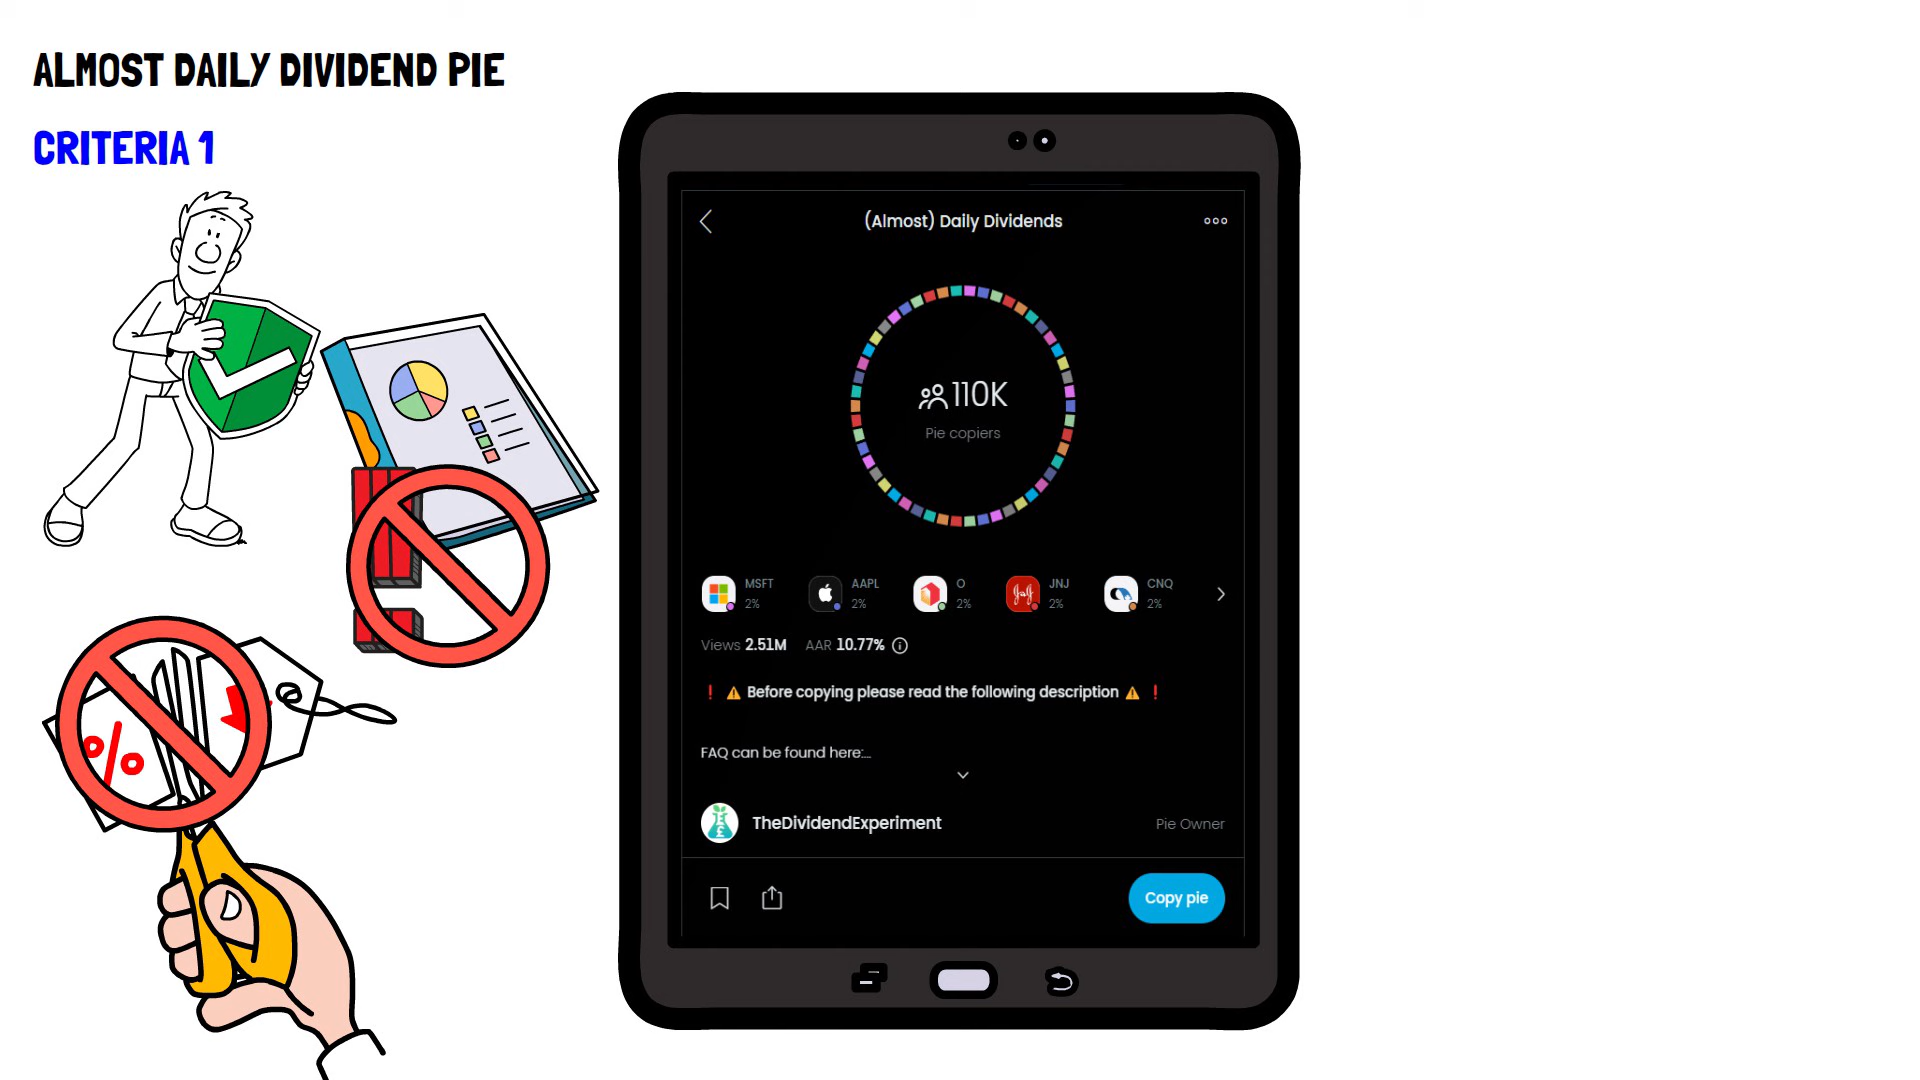 ALMOST DAILY DIVIDEND PIE
CRITERIA 1
(Almost) Daily Dividends
110K
Pie copiers
MSFT
2%
AAPL
2%
O
2%
JNJ
2%
CNQ
2%
Views 2.51M AAR 10.77%
Before copying please read the following description
FAQ can be found here:...
TheDividendExperiment
Pie Owner
Copy pie
%